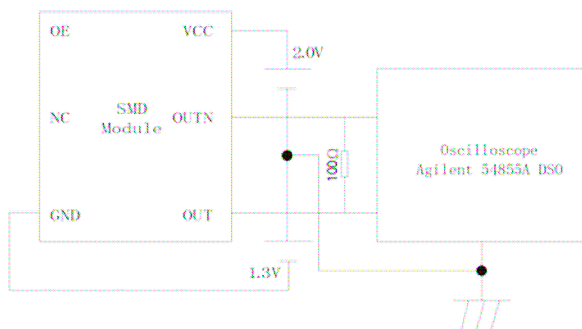 OE VCC
2.0V
SMD
Module
NC OUTN
100Ω
Oscilloscope
Agilent 54855A DSO
GND OUT
1.3V